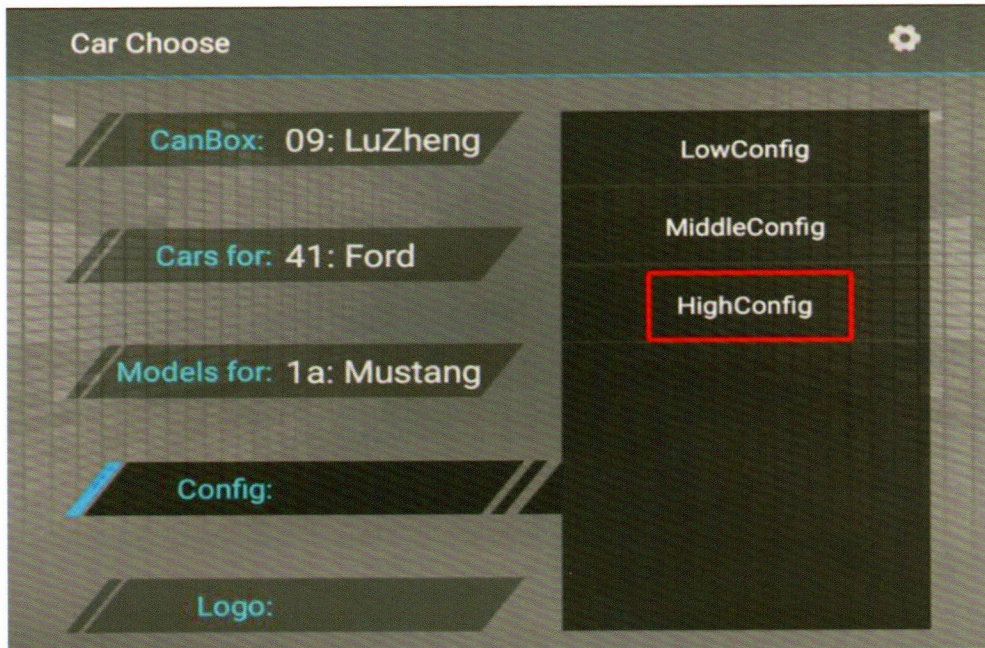 Car Choose
CanBox: 09: LuZheng
Cars for: 41: Ford
Models for: 1a: Mustang
Config:
Logo:
LowConfig
MiddleConfig
HighConfig